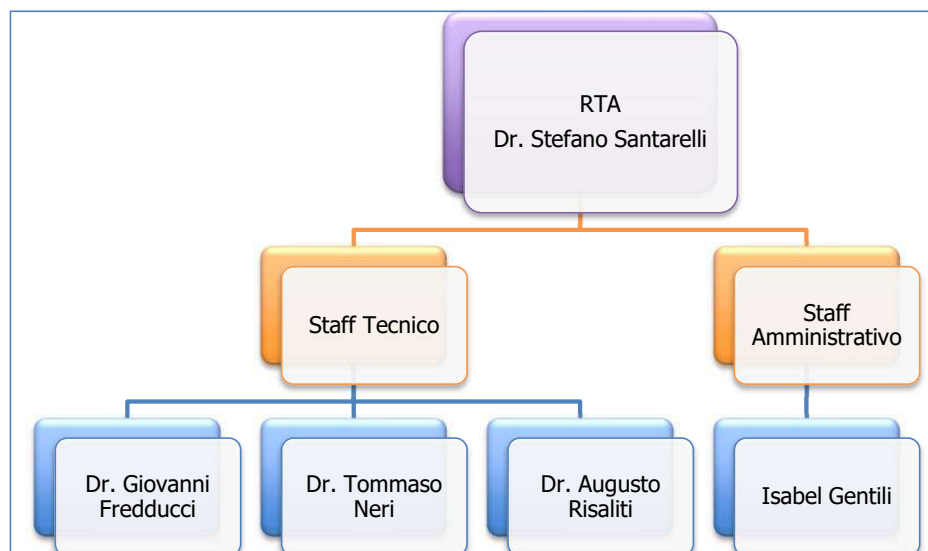 RTA
Dr. Stefano Santarelli
Staff Tecnico
Staff
Amministrativo
Dr. Giovanni
Fredducci
Dr. Tommaso
Neri
Dr. Augusto
Risaliti
Isabel Gentili